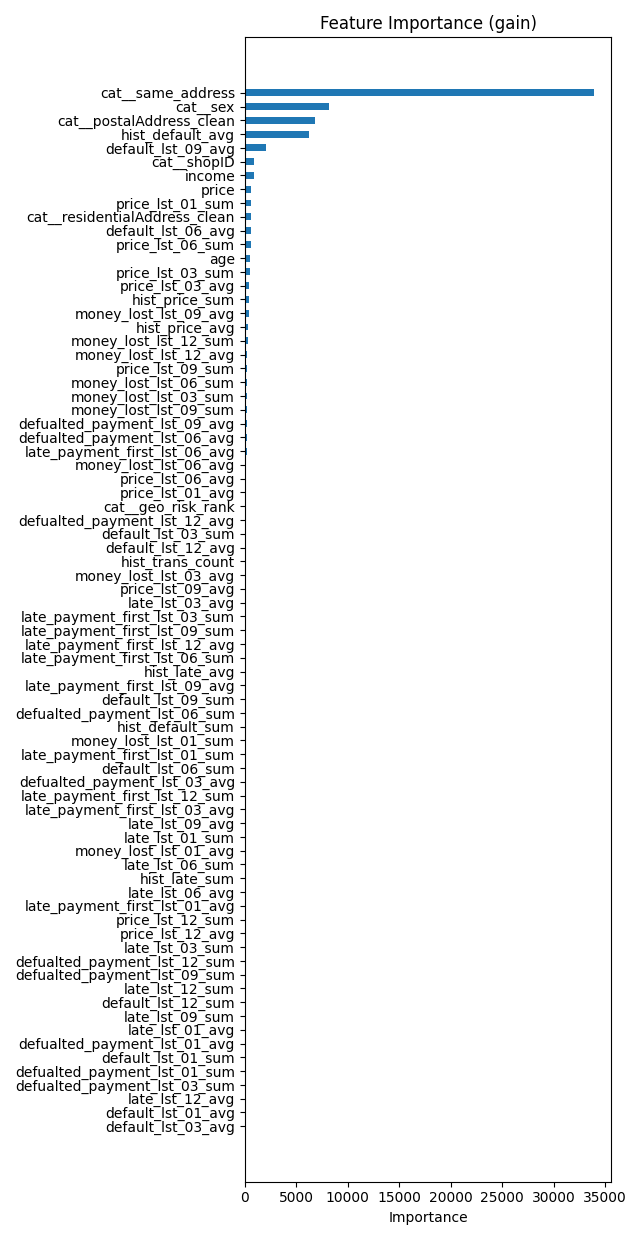 Feature Importance (gain)
cat__same_address
cat__sex
cat__postalAddress_clean
hist_default_avg
default_lst_09_avg
cat__shopID
income
price
price_lst_01_sum
cat__residentialAddress_clean
default_lst_06_avg
price_lst_06_sum
age
price_lst_03_sum
price_lst_03_avg
hist_price_sum
money_lost_lst_09_avg
hist_price_avg
money_lost_lst_12_sum
money_lost_lst_12_avg
price_lst_09_sum
money_lost_lst_06_sum
money_lost_lst_03_sum
money_lost_lst_09_sum
defualted_payment_lst_09_avg
defualted_payment_lst_06_avg
late_payment_first_lst_06_avg
money_lost_lst_06_avg
price_lst_06_avg
price_lst_01_avg
cat__geo_risk_rank
defualted_payment_lst_12_avg
default_lst_03_sum
default_lst_12_avg
hist_trans_count
money_lost_lst_03_avg
price_lst_09_avg
late_lst_03_avg
late_payment_first_lst_03_sum
late_payment_first_lst_09_sum
late_payment_first_lst_12_avg
late_payment_first_lst_06_sum
hist_late_avg
late_payment_first_lst_09_avg
default_lst_09_sum
defualted_payment_lst_06_sum
hist_default_sum
money_lost_lst_01_sum
late_payment_first_lst_01_sum
default_lst_06_sum
defualted_payment_lst_03_avg
late_payment_first_lst_12_sum
late_payment_first_lst_03_avg
late_lst_09_avg
late_lst_01_sum
money_lost_lst_01_avg
late_lst_06_sum
hist_late_sum
late_lst_06_avg
late_payment_first_lst_01_avg
price_lst_12_sum
price_lst_12_avg
late_lst_03_sum
defualted_payment_lst_12_sum
defualted_payment_lst_09_sum
late_lst_12_sum
default_lst_12_sum
late_lst_09_sum
late_lst_01_avg
defualted_payment_lst_01_avg
default_lst_01_sum
defualted_payment_lst_01_sum
defualted_payment_lst_03_sum
late_lst_12_avg
default_lst_01_avg
default_lst_03_avg
0 5000 10000 15000 20000 25000 30000 35000
Importance